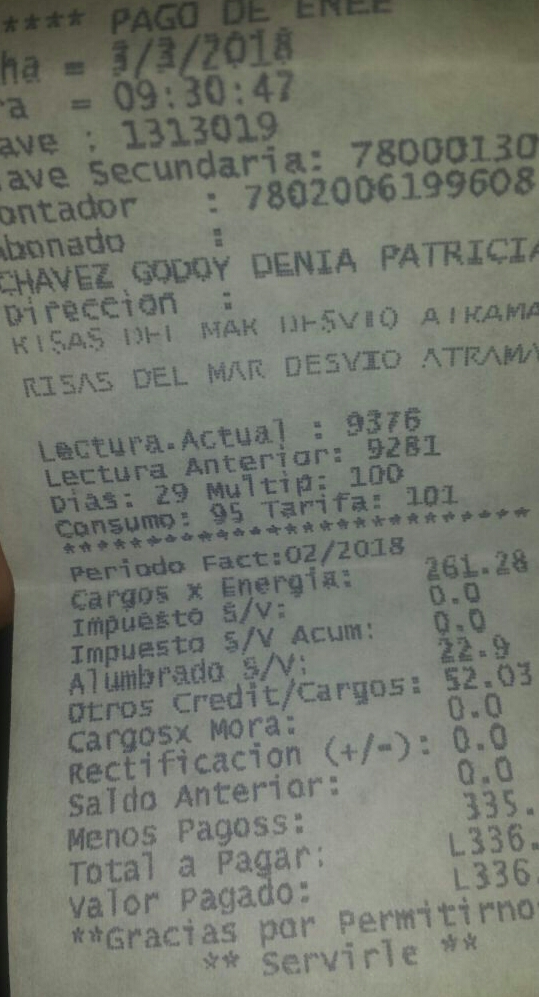 **** PAGO DE ENEE
ha = 3/3/2018
ra = 09:30:47
ave : 1313019
ave Secundaria: 78000130
ontador : 7802006199608
Abonado :
CHAVEZ GODOY DENIA PATRICIA
Direccion :
RISAS DEL MAR DESVIO ATRAMA
RISAS DEL MAR DESVIO ATRAMA
Lectura.Actual : 9376
Lectura Anterior: 9281
Dias: 29 Multip: 100
Consumo: 95 Tarifa: 101
****************************
Periodo Fact:02/2018
Cargos x Energia: 261.28
Impuesto S/V: 0.0
Impuesto S/V Acum: 0.0
Alumbrado S/V: 22.9
Otros Credit/Cargos: 52.03
Cargosx Mora: 0.0
Rectificacion (+/-): 0.0
Saldo Anterior: 0.0
Menos Pagoss: 335.
Total a Pagar: L336.
Valor Pagado: L336.
**Gracias por Permitirno
** Servirle **